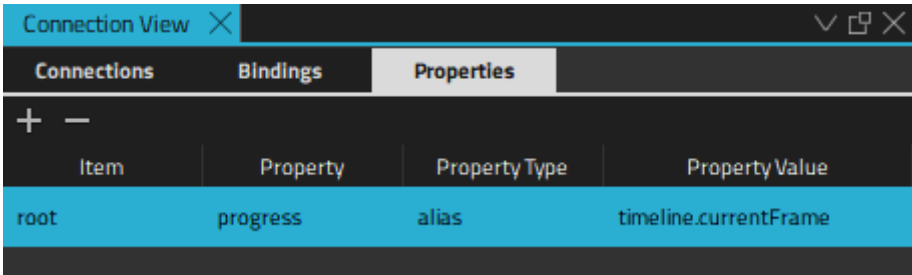 Connection View
Connections Bindings Properties
Item Property Property Type Property Value
root progress alias timeline.currentFrame